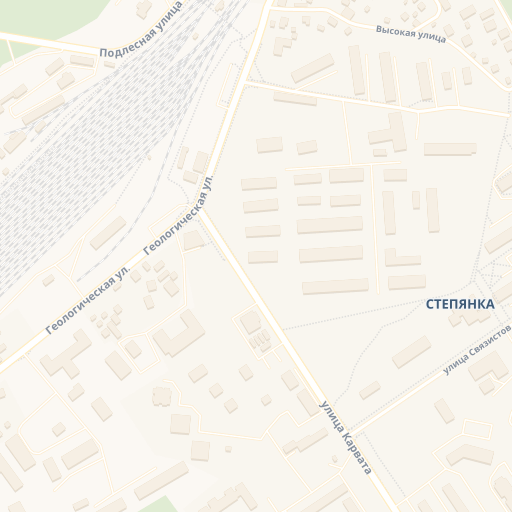 Подлесная улица
Высокая улица
Геологическая ул.
Геологическая ул.
СТЕПЯНКА
улица Связистов
улица Карвата